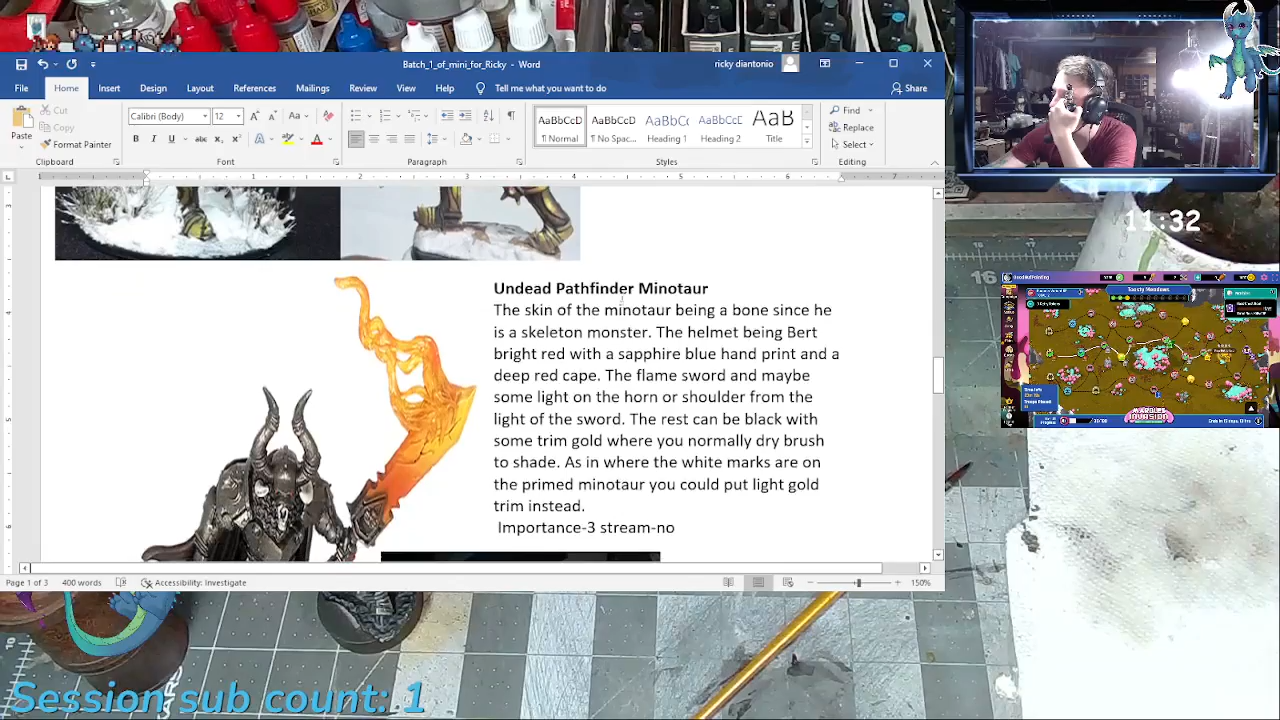 Batch_1_of_mini_for_Ricky - Word
ricky diantonio
File Home Insert Design Layout References Mailings Review View Help Tell me what you want to do Share
Paste
Cut
Copy
Format Painter
Clipboard
Calibri (Body) 12
Font
Paragraph
AaBbCcD AaBbCcD AaBbC AaBbCcE AaB
¶ Normal ¶ No Spac... Heading 1 Heading 2 Title
Styles
Find
Replace
Select
Editing
11:32
16
Undead Pathfinder Minotaur
The skin of the minotaur being a bone since he
is a skeleton monster. The helmet being Bert
bright red with a sapphire blue hand print and a
deep red cape. The flame sword and maybe
some light on the horn or shoulder from the
light of the sword. The rest can be black with
some trim gold where you normally dry brush
to shade. As in where the white marks are on
the primed minotaur you could put light gold
trim instead.
Importance-3 stream-no
Toasty Meadows
MARBLES
INVASION
Page 1 of 3 400 words Accessibility: Investigate 150%
Session sub count: 1